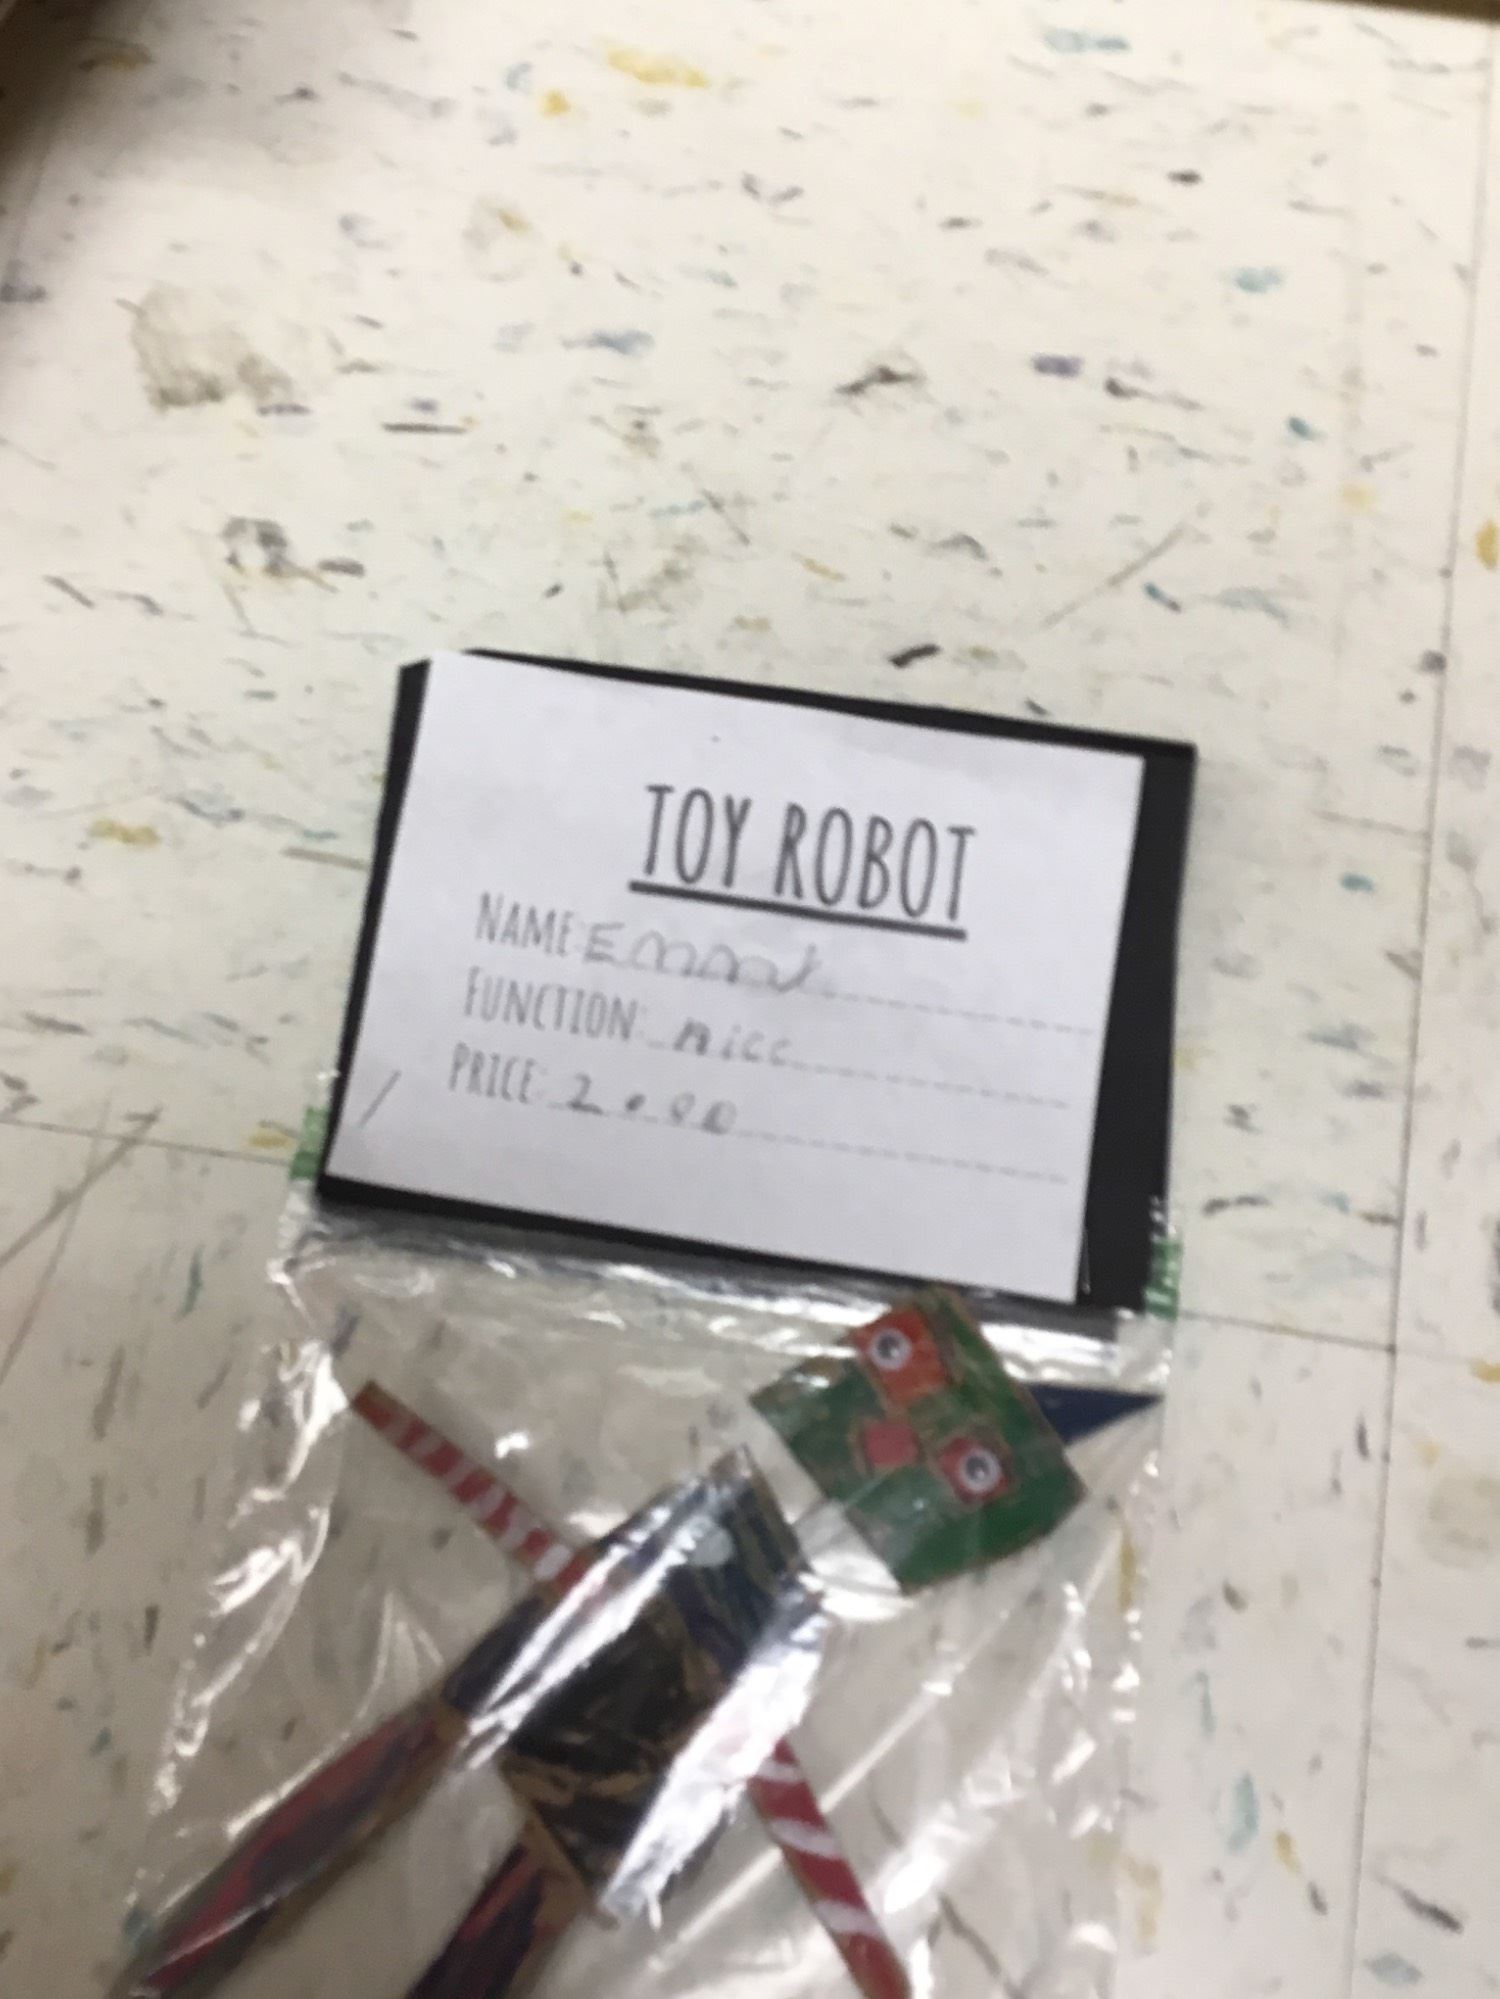 TOY ROBOT
NAME: Emmet
FUNCTION: nice
PRICE: 2.00